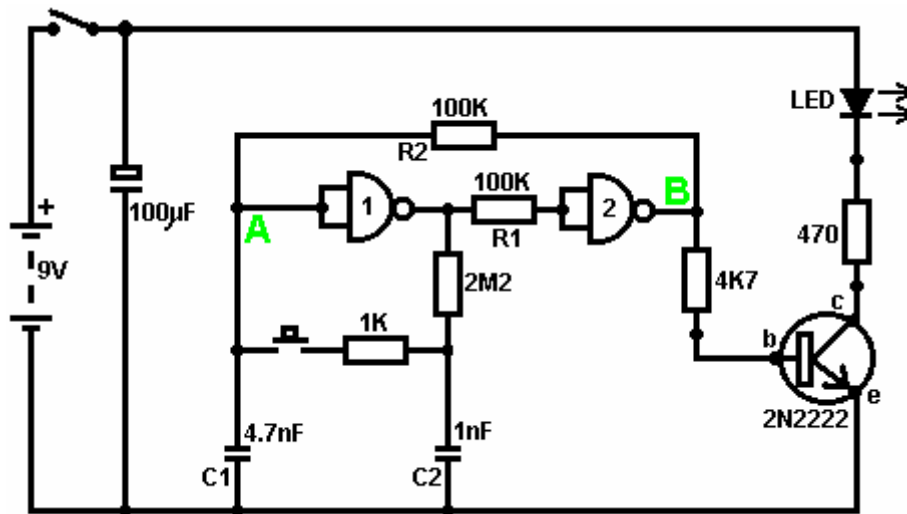 LED
100K
R2
100K
A
1
2
B
R1
+
100µF
470
9V
2M2
4K7
1K
c
b
e
2N2222
4.7nF
1nF
C1
C2